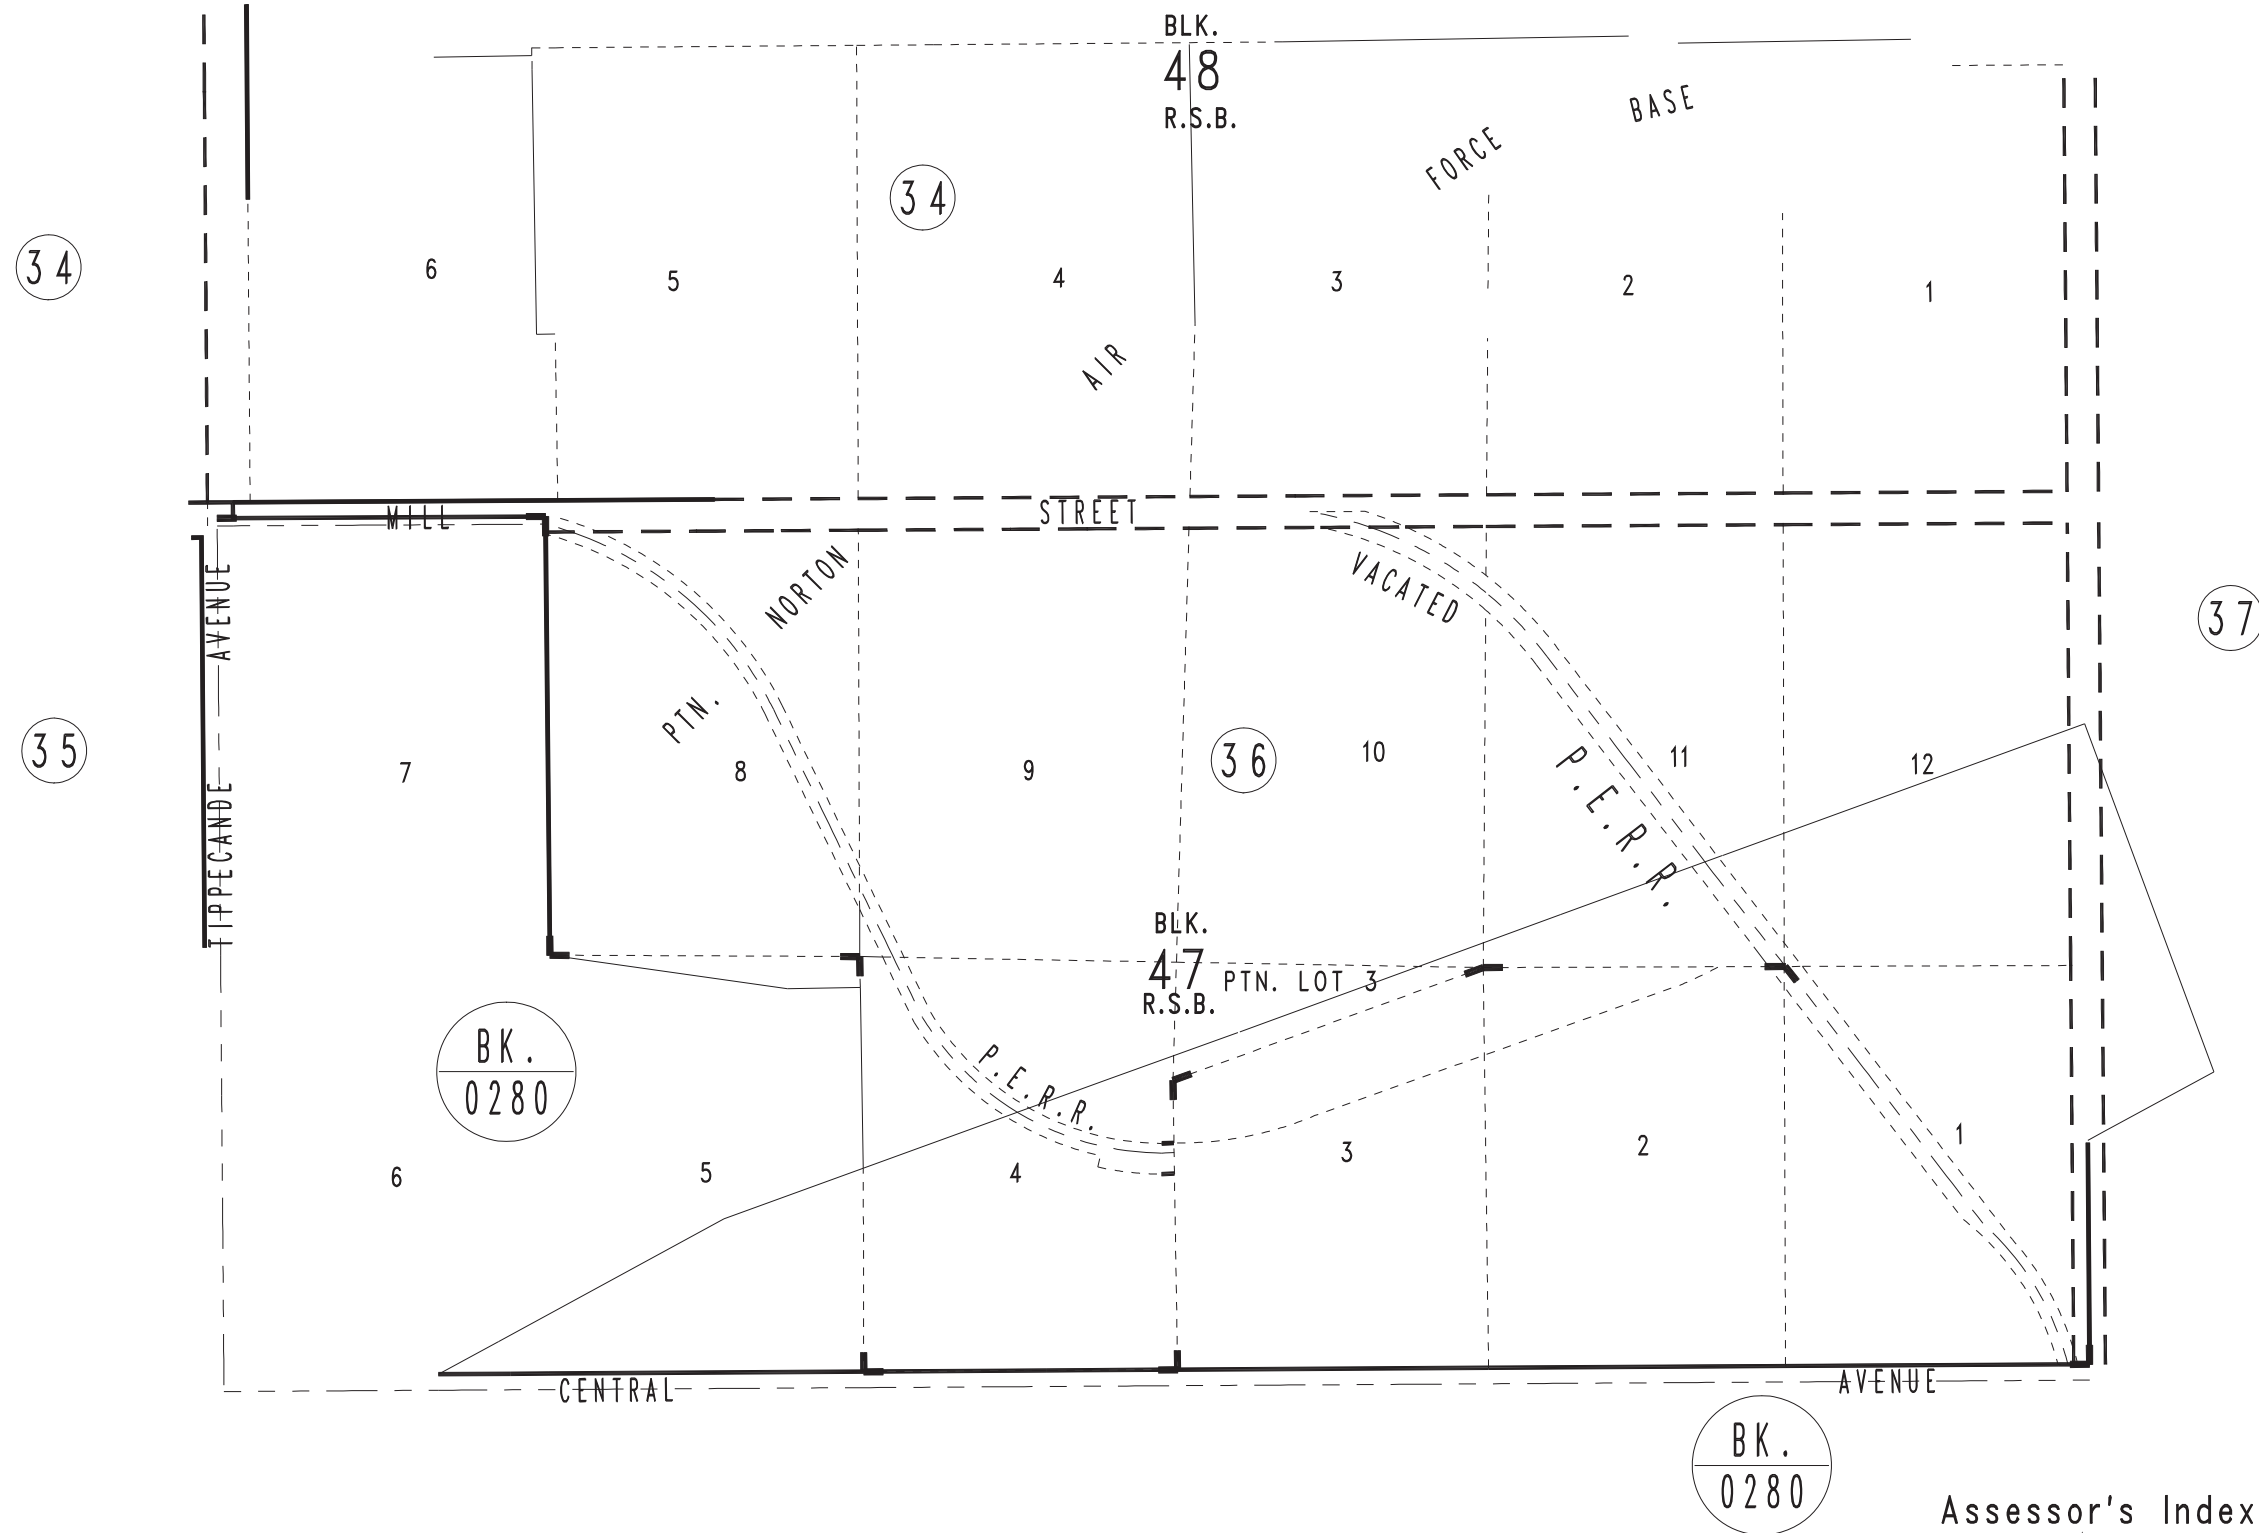 BLK.
48
R.S.B.
BASE
FORCE
34
34
6
5
4
3
2
1
AIR
MILL
STREET
AVENUE
NORTON
VACATED
37
PTN.
35
7
8
9
36
10
11
12
P.E.R.R.
TIPPECANDE
BLK.
47
R.S.B.
PTN. LOT 3
BK.
0280
P.E.R.R.
6
5
4
3
2
1
CENTRAL
AVENUE
BK.
0280
Assessor's Index